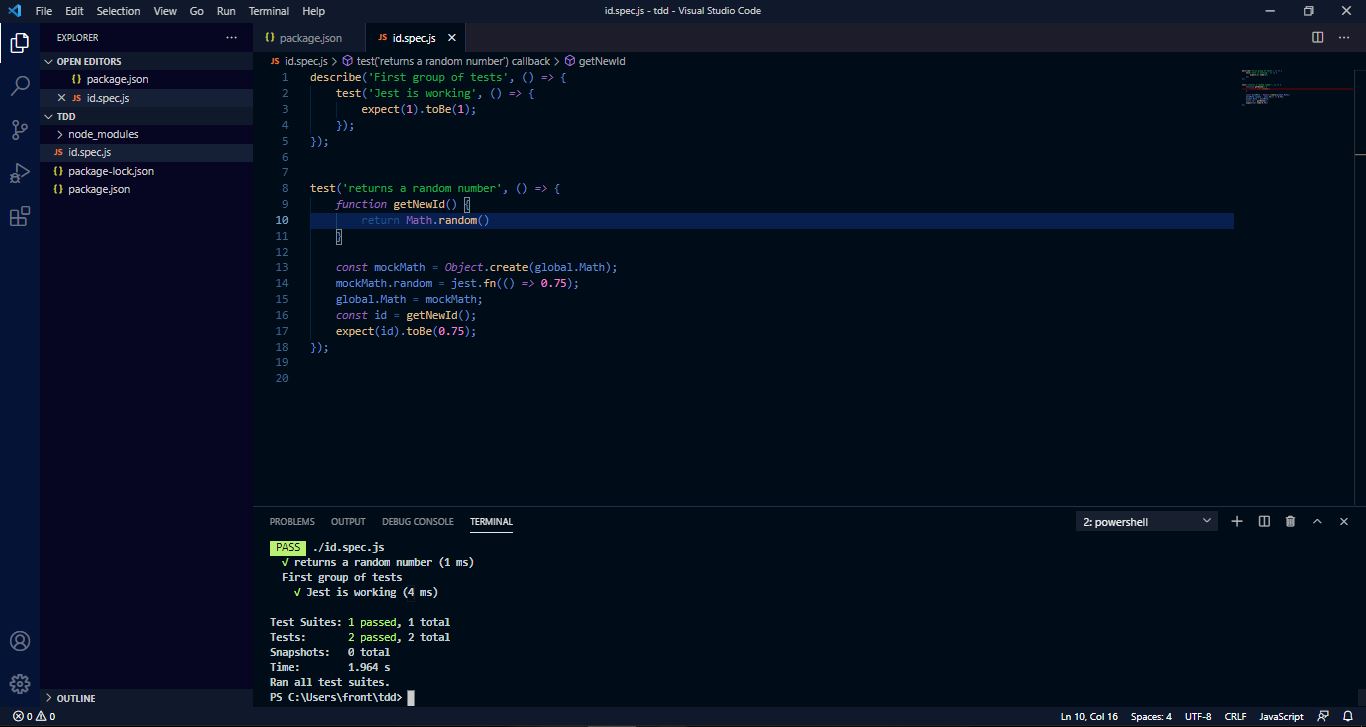 File Edit Selection View Go Run Terminal Help id.spec.js - tdd - Visual Studio Code
EXPLORER
OPEN EDITORS
{} package.json
JS id.spec.js
TDD
node_modules
JS id.spec.js
{} package-lock.json
{} package.json
OUTLINE
{} package.json JS id.spec.js
JS id.spec.js > test('returns a random number') callback > getNewId
1 describe('First group of tests', () => {
2 test('Jest is working', () => {
3 expect(1).toBe(1);
4 });
5 });
6
7
8 test('returns a random number', () => {
9 function getNewId() {
10 return Math.random()
11 }
12
13 const mockMath = Object.create(global.Math);
14 mockMath.random = jest.fn(() => 0.75);
15 global.Math = mockMath;
16 const id = getNewId();
17 expect(id).toBe(0.75);
18 });
19
20
PROBLEMS OUTPUT DEBUG CONSOLE TERMINAL 2: powershell
PASS ./id.spec.js
√ returns a random number (1 ms)
First group of tests
√ Jest is working (4 ms)
Test Suites: 1 passed, 1 total
Tests: 2 passed, 2 total
Snapshots: 0 total
Time: 1.964 s
Ran all test suites.
PS C:\Users\front\tdd>
0 0 Ln 10, Col 16 Spaces: 4 UTF-8 CRLF JavaScript